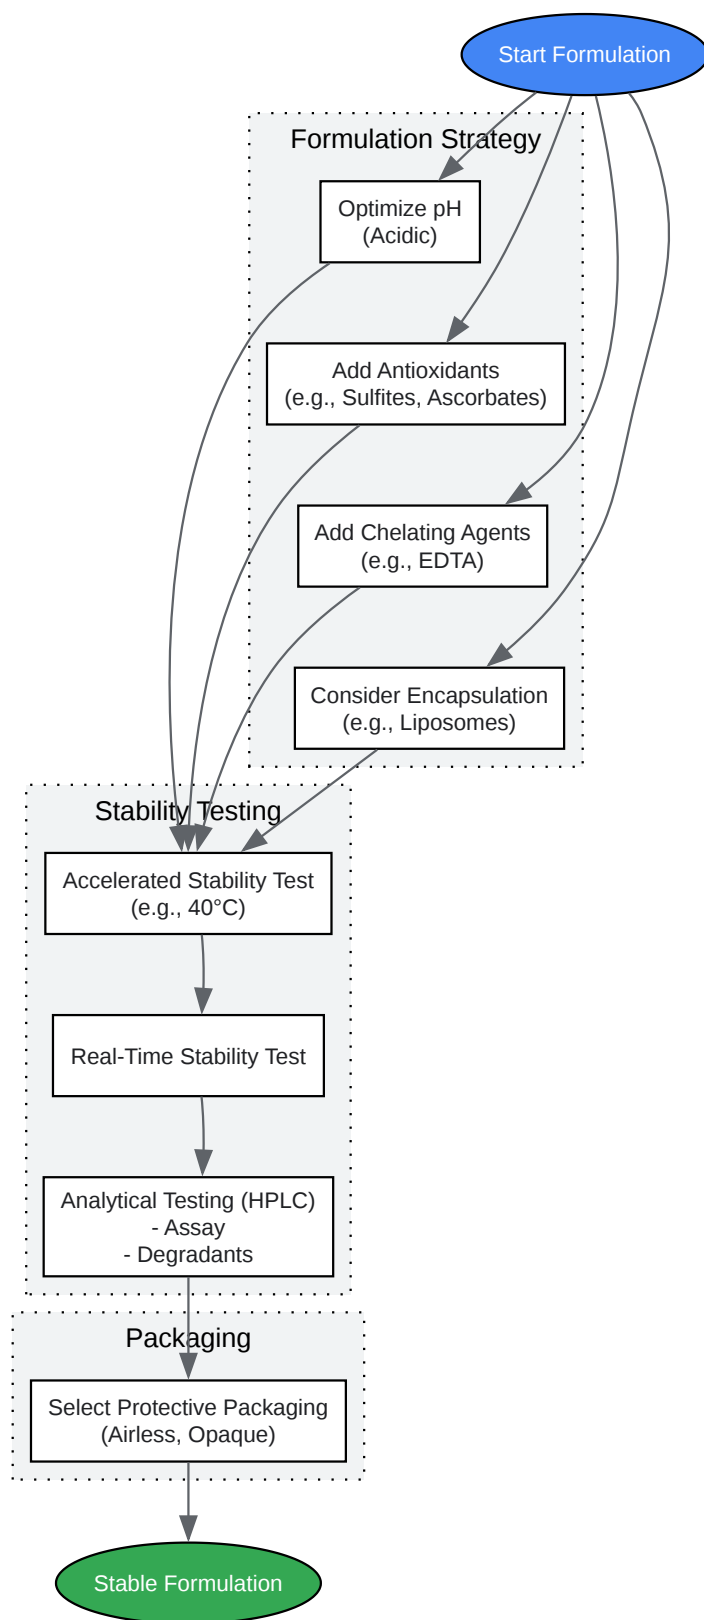 Start Formulation
Formulation Strategy
Optimize pH
(Acidic)
Add Antioxidants
(e.g., Sulfites, Ascorbates)
Add Chelating Agents
(e.g., EDTA)
Consider Encapsulation
(e.g., Liposomes)
Stability Testing
Accelerated Stability Test
(e.g., 40°C)
Real-Time Stability Test
Analytical Testing (HPLC)
- Assay
- Degradants
Packaging
Select Protective Packaging
(Airless, Opaque)
Stable Formulation